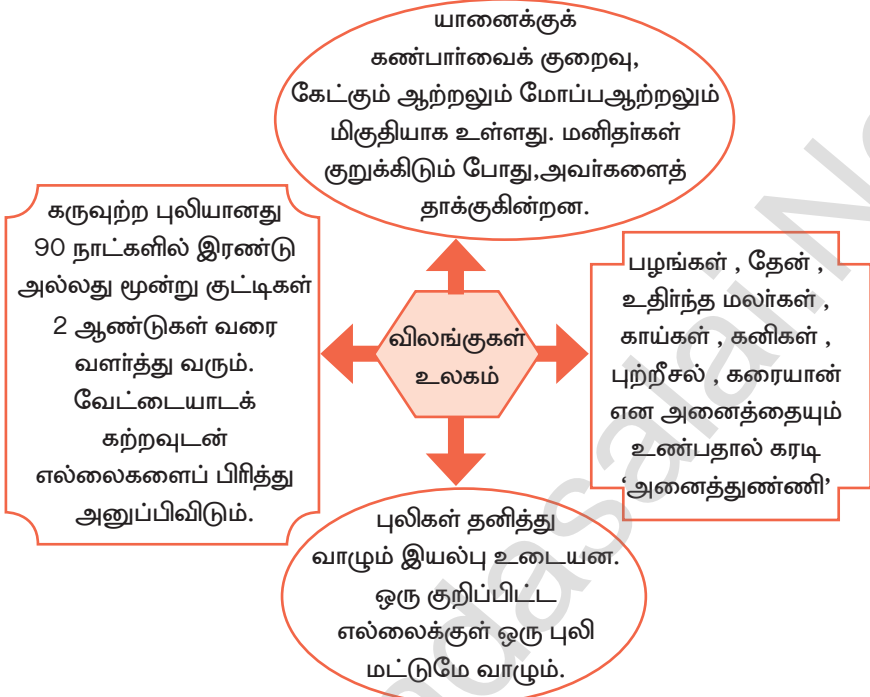 யானைக்குக்
கண்பார்வைக் குறைவு,
கேட்கும் ஆற்றலும் மோப்பஆற்றலும்
மிகுதியாக உள்ளது. மனிதர்கள்
குறுக்கிடும் போது,அவர்களைத்
தாக்குகின்றன.
கருவுற்ற புலியானது
90 நாட்களில் இரண்டு
அல்லது மூன்று குட்டிகள்
2 ஆண்டுகள் வரை
வளர்த்து வரும்.
வேட்டையாடக்
கற்றவுடன்
எல்லைகளைப் பிரித்து
அனுப்பிவிடும்.
விலங்குகள்
உலகம்
பழங்கள் , தேன் ,
உதிர்ந்த மலர்கள் ,
காய்கள் , கனிகள் ,
புற்றீசல் , கரையான்
என அனைத்தையும்
உண்பதால் கரடி
‘அனைத்துண்ணி’
புலிகள் தனித்து
வாழும் இயல்பு உடையன.
ஒரு குறிப்பிட்ட
எல்லைக்குள் ஒரு புலி
மட்டுமே வாழும்.